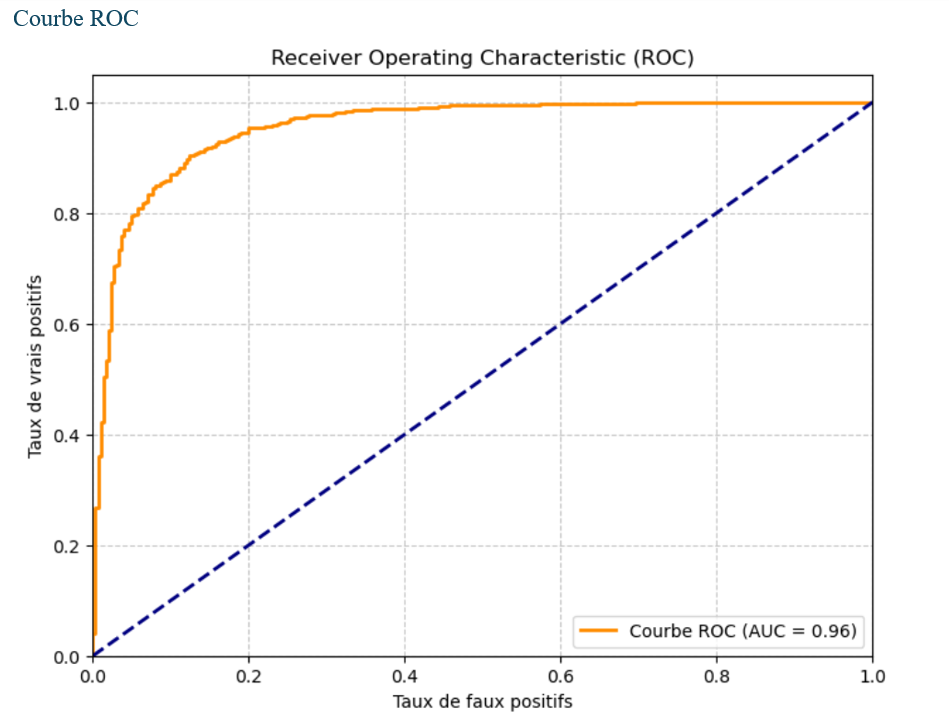 Courbe ROC
Receiver Operating Characteristic (ROC)
1.0
0.8
0.6
0.4
0.2
0.0
Taux de vrais positifs
Courbe ROC (AUC = 0.96)
0.0 0.2 0.4 0.6 0.8 1.0
Taux de faux positifs